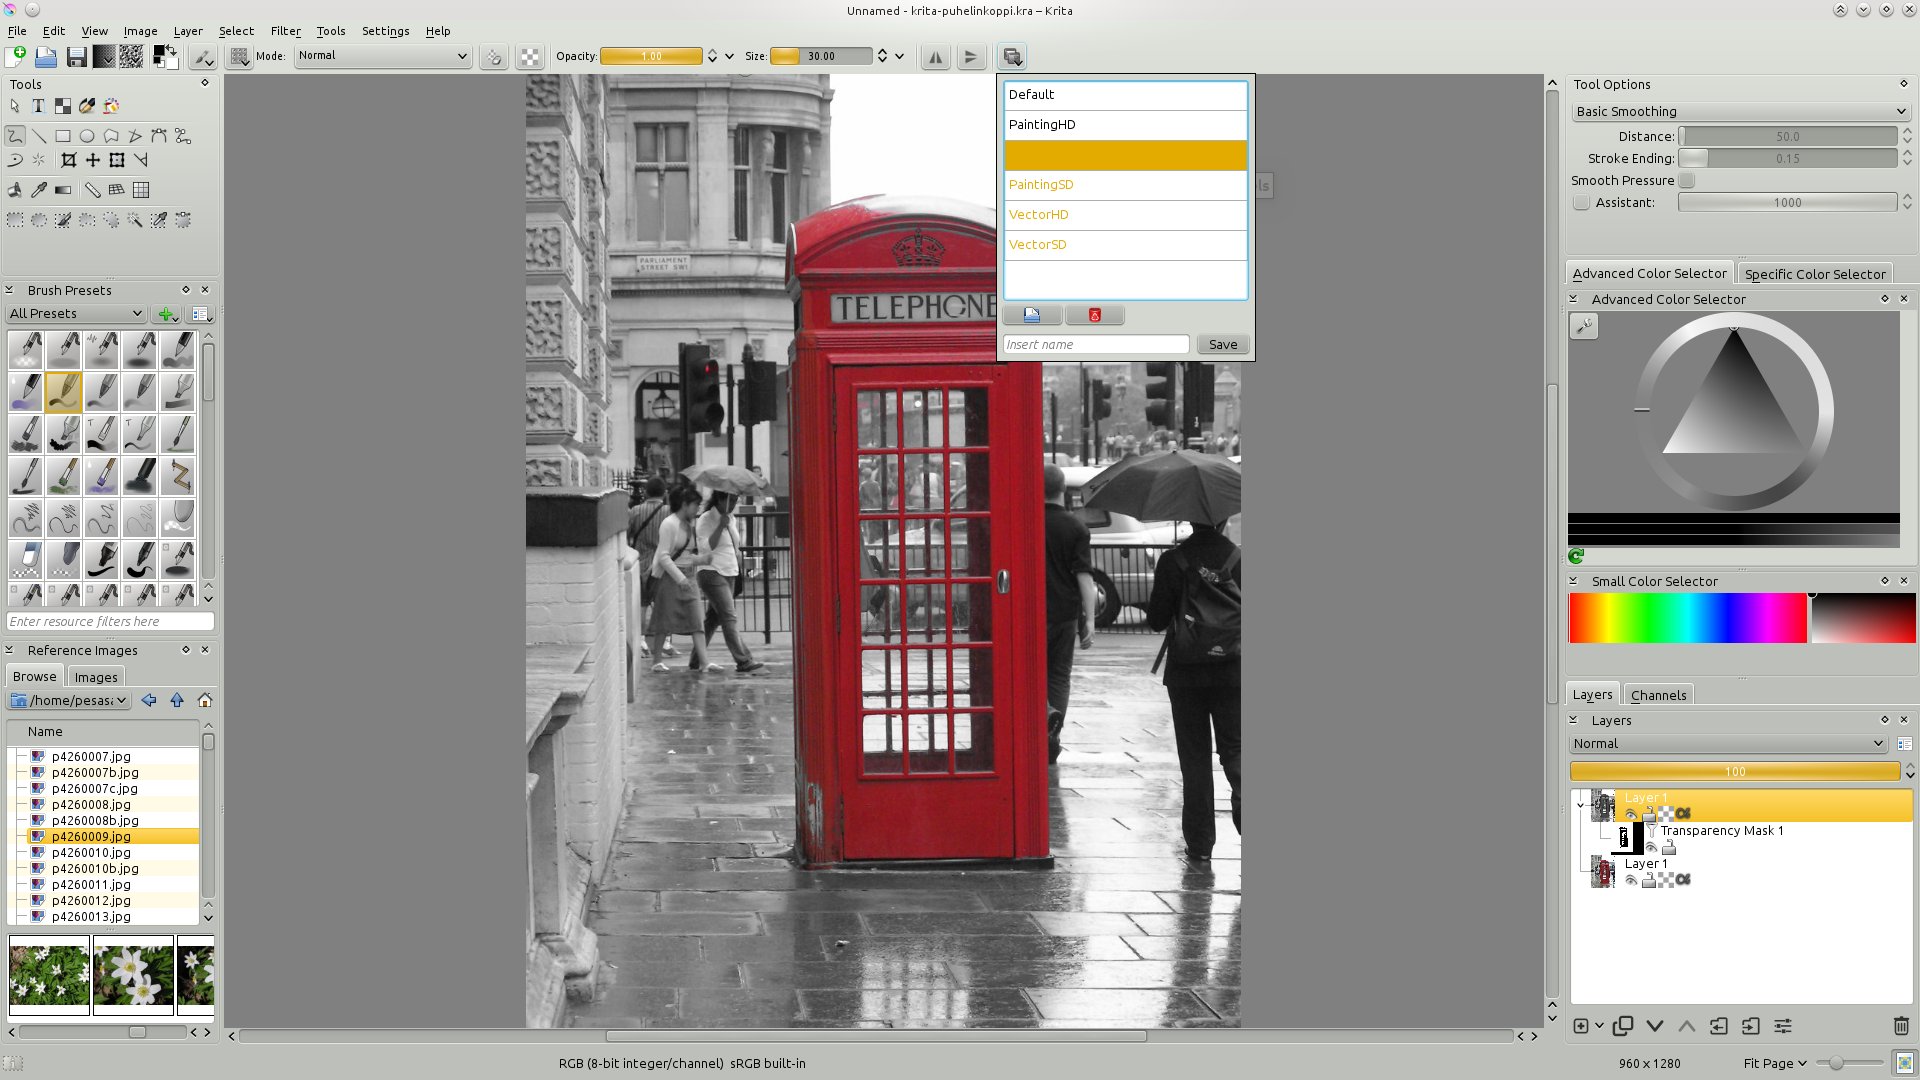 Unnamed - krita-puhelinkoppi.kra – Krita
File Edit View Image Layer Select Filter Tools Settings Help
Mode: Normal Opacity: 1.00 Size: 30.00
Tools
Brush Presets
All Presets
Enter resource filters here
Reference Images
Browse Images
/home/pesas
Name
p4260007.jpg
p4260007b.jpg
p4260007c.jpg
p4260008.jpg
p4260008b.jpg
p4260009.jpg
p4260010.jpg
p4260010b.jpg
p4260011.jpg
p4260012.jpg
p4260013.jpg
PARLIAMENT
STREET SW1
TELEPHONE
Default
PaintingHD
PaintingSD
VectorHD
VectorSD
Insert name Save
Tool Options
Basic Smoothing
Distance: 50.0
Stroke Ending: 0.15
Smooth Pressure
Assistant: 1000
Advanced Color Selector Specific Color Selector
Advanced Color Selector
Small Color Selector
Layers Channels
Layers
Normal
100
Layer 1
Transparency Mask 1
Layer 1
RGB (8-bit integer/channel) sRGB built-in
960 x 1280
Fit Page